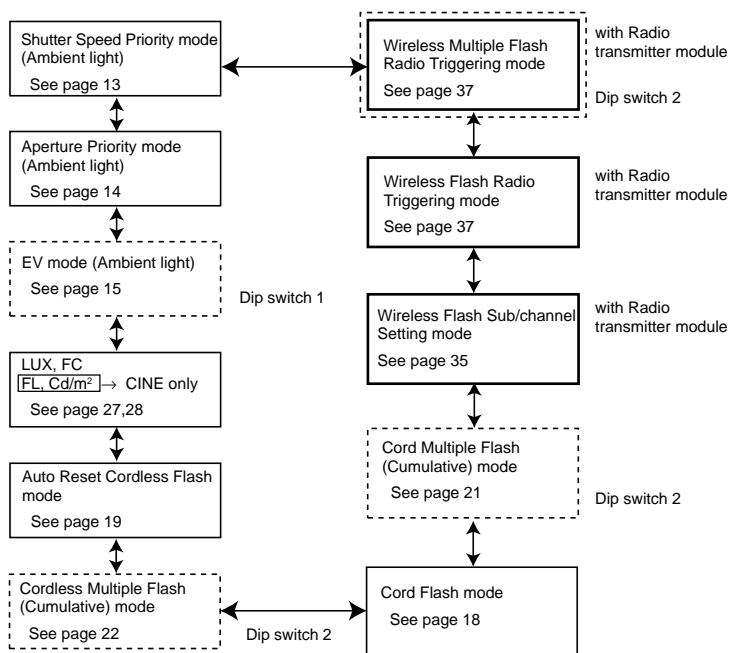 Shutter Speed Priority mode
(Ambient light)
See page 13
Aperture Priority mode
(Ambient light)
See page 14
EV mode (Ambient light)
See page 15
Dip switch 1
LUX, FC
FL, Cd/m² → CINE only
See page 27,28
Auto Reset Cordless Flash
mode
See page 19
Cordless Multiple Flash
(Cumulative) mode
See page 22
Dip switch 2
Wireless Multiple Flash
Radio Triggering mode
See page 37
with Radio
transmitter module
Dip switch 2
Wireless Flash Radio
Triggering mode
See page 37
with Radio
transmitter module
Wireless Flash Sub/channel
Setting mode
See page 35
with Radio
transmitter module
Cord Multiple Flash
(Cumulative) mode
See page 21
Dip switch 2
Cord Flash mode
See page 18